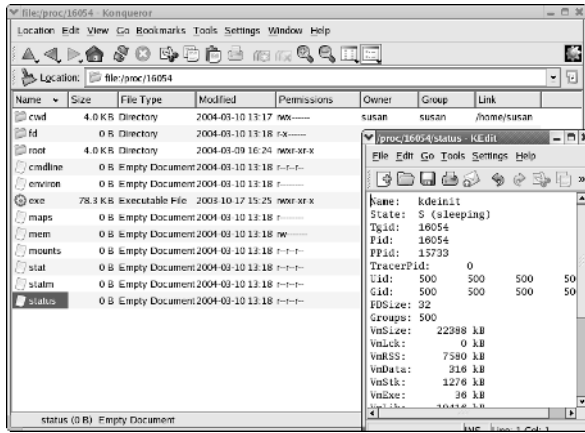 file:/proc/16054 - Konqueror
Location Edit View Go Bookmarks Tools Settings Window Help
Location: file:/proc/16054
Name Size File Type Modified Permissions Owner Group Link
cwd 4.0 KB Directory 2004-03-10 13:17 rwx------ susan susan /home/susan
fd 0 B Directory 2004-03-10 13:18 r-x------
root 4.0 KB Directory 2004-03-09 16:24 rwxr-xr-x
cmdline 0 B Empty Document 2004-03-10 13:18 r--r--r--
environ 0 B Empty Document 2004-03-10 13:18 r--------
exe 78.3 KB Executable File 2003-10-17 15:25 rwxr-xr-x
maps 0 B Empty Document 2004-03-10 13:18 r--------
mem 0 B Empty Document 2004-03-10 13:18 rw-------
mounts 0 B Empty Document 2004-03-10 13:18 r--r--r--
stat 0 B Empty Document 2004-03-10 13:18 r--r--r--
statm 0 B Empty Document 2004-03-10 13:18 r--r--r--
status 0 B Empty Document 2004-03-10 13:18 r--r--r--
status (0 B) Empty Document
/proc/16054/status - KEdit
File Edit Go Tools Settings Help
Name: kdeinit
State: S (sleeping)
Tgid: 16054
Pid: 16054
PPid: 15733
TracerPid: 0
Uid: 500 500 500 50
Gid: 500 500 500 50
FDSize: 32
Groups: 500
VmSize: 22388 kB
VmLck: 0 kB
VmRSS: 7580 kB
VmData: 316 kB
VmStk: 1276 kB
VmExe: 36 kB
INS Line: 1 Col: 1